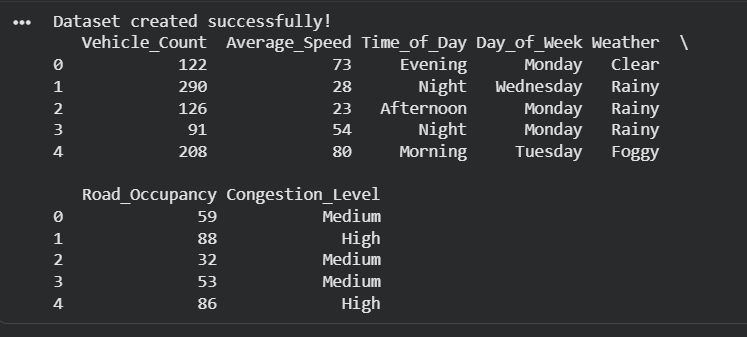 Dataset created successfully!
Vehicle_Count Average_Speed Time_of_Day Day_of_Week Weather \
0 122 73 Evening Monday Clear
1 290 28 Night Wednesday Rainy
2 126 23 Afternoon Monday Rainy
3 91 54 Night Monday Rainy
4 208 80 Morning Tuesday Foggy
Road_Occupancy Congestion_Level
0 59 Medium
1 88 High
2 32 Medium
3 53 Medium
4 86 High